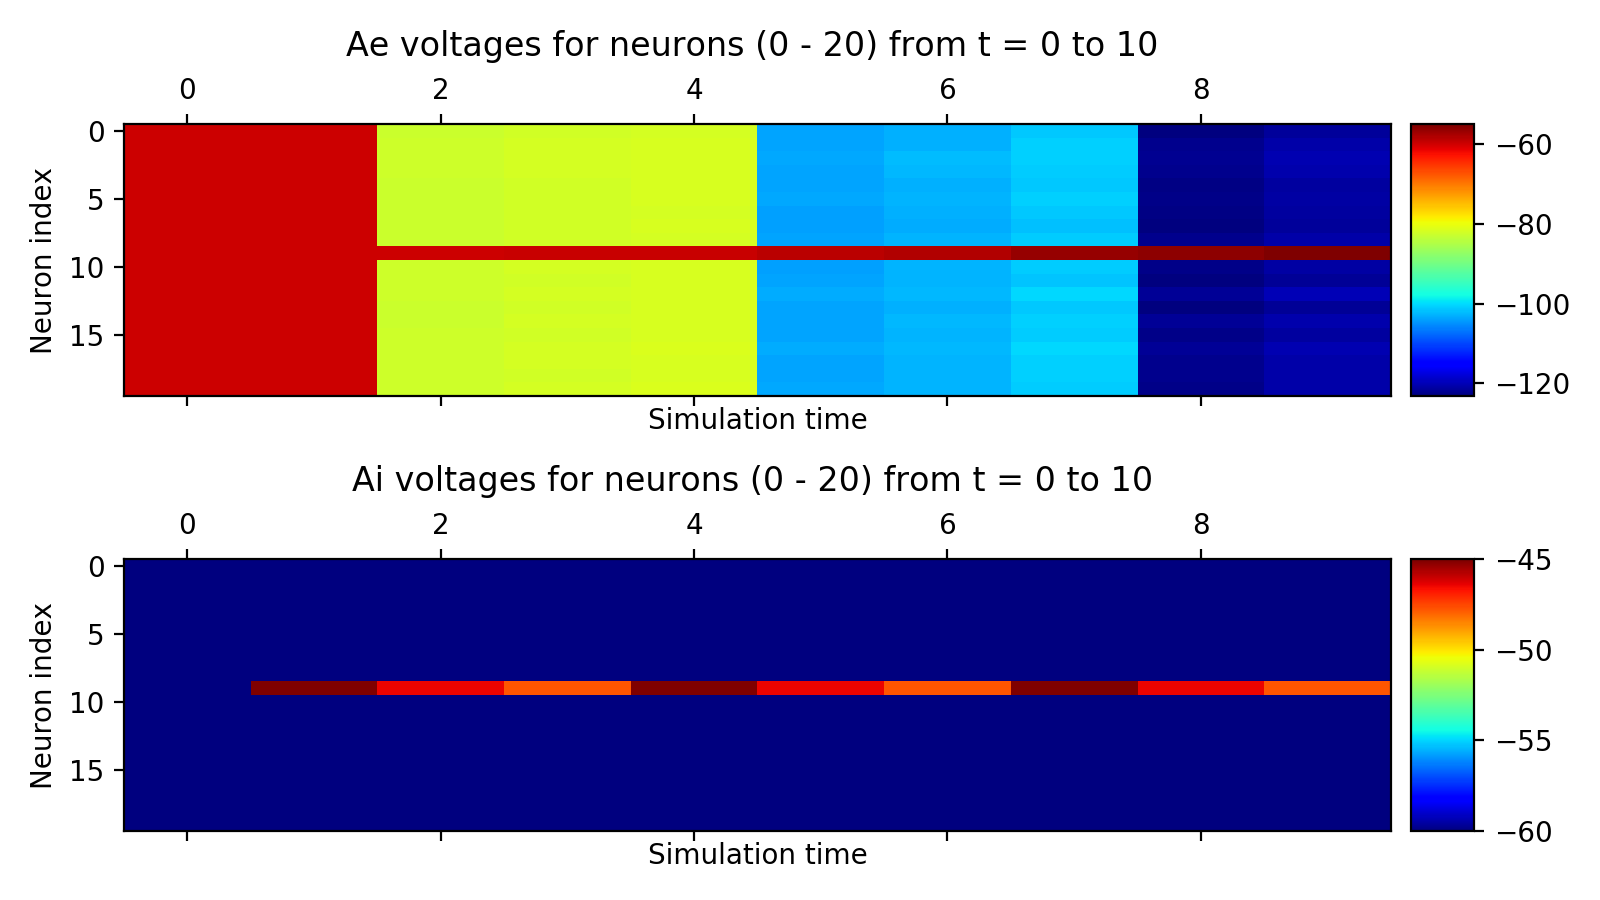 Ae voltages for neurons (0 - 20) from t = 0 to 10
0 2 4 6 8
Neuron index
0
5
10
15
Simulation time
−60
−80
−100
−120
Ai voltages for neurons (0 - 20) from t = 0 to 10
0 2 4 6 8
Neuron index
0
5
10
15
Simulation time
−45
−50
−55
−60